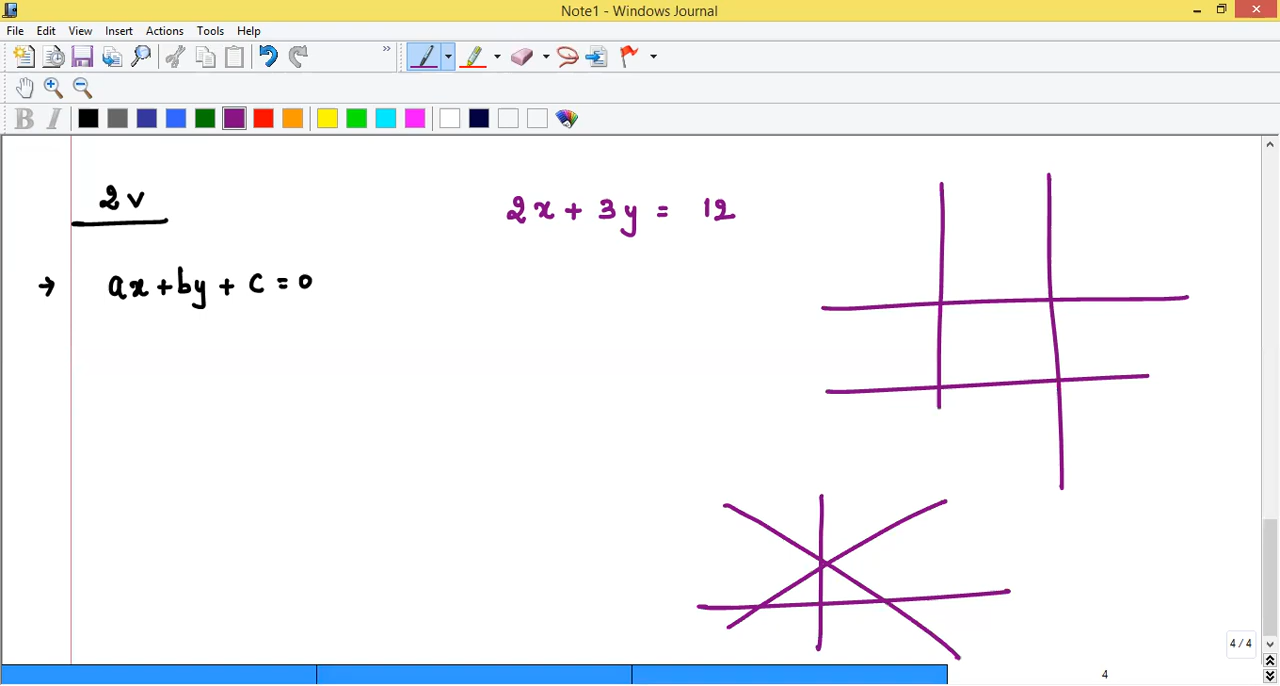 Note1 - Windows Journal
File Edit View Insert Actions Tools Help
B I
2v
2x + 3y = 12
→ ax + by + c = 0
4 / 4
4